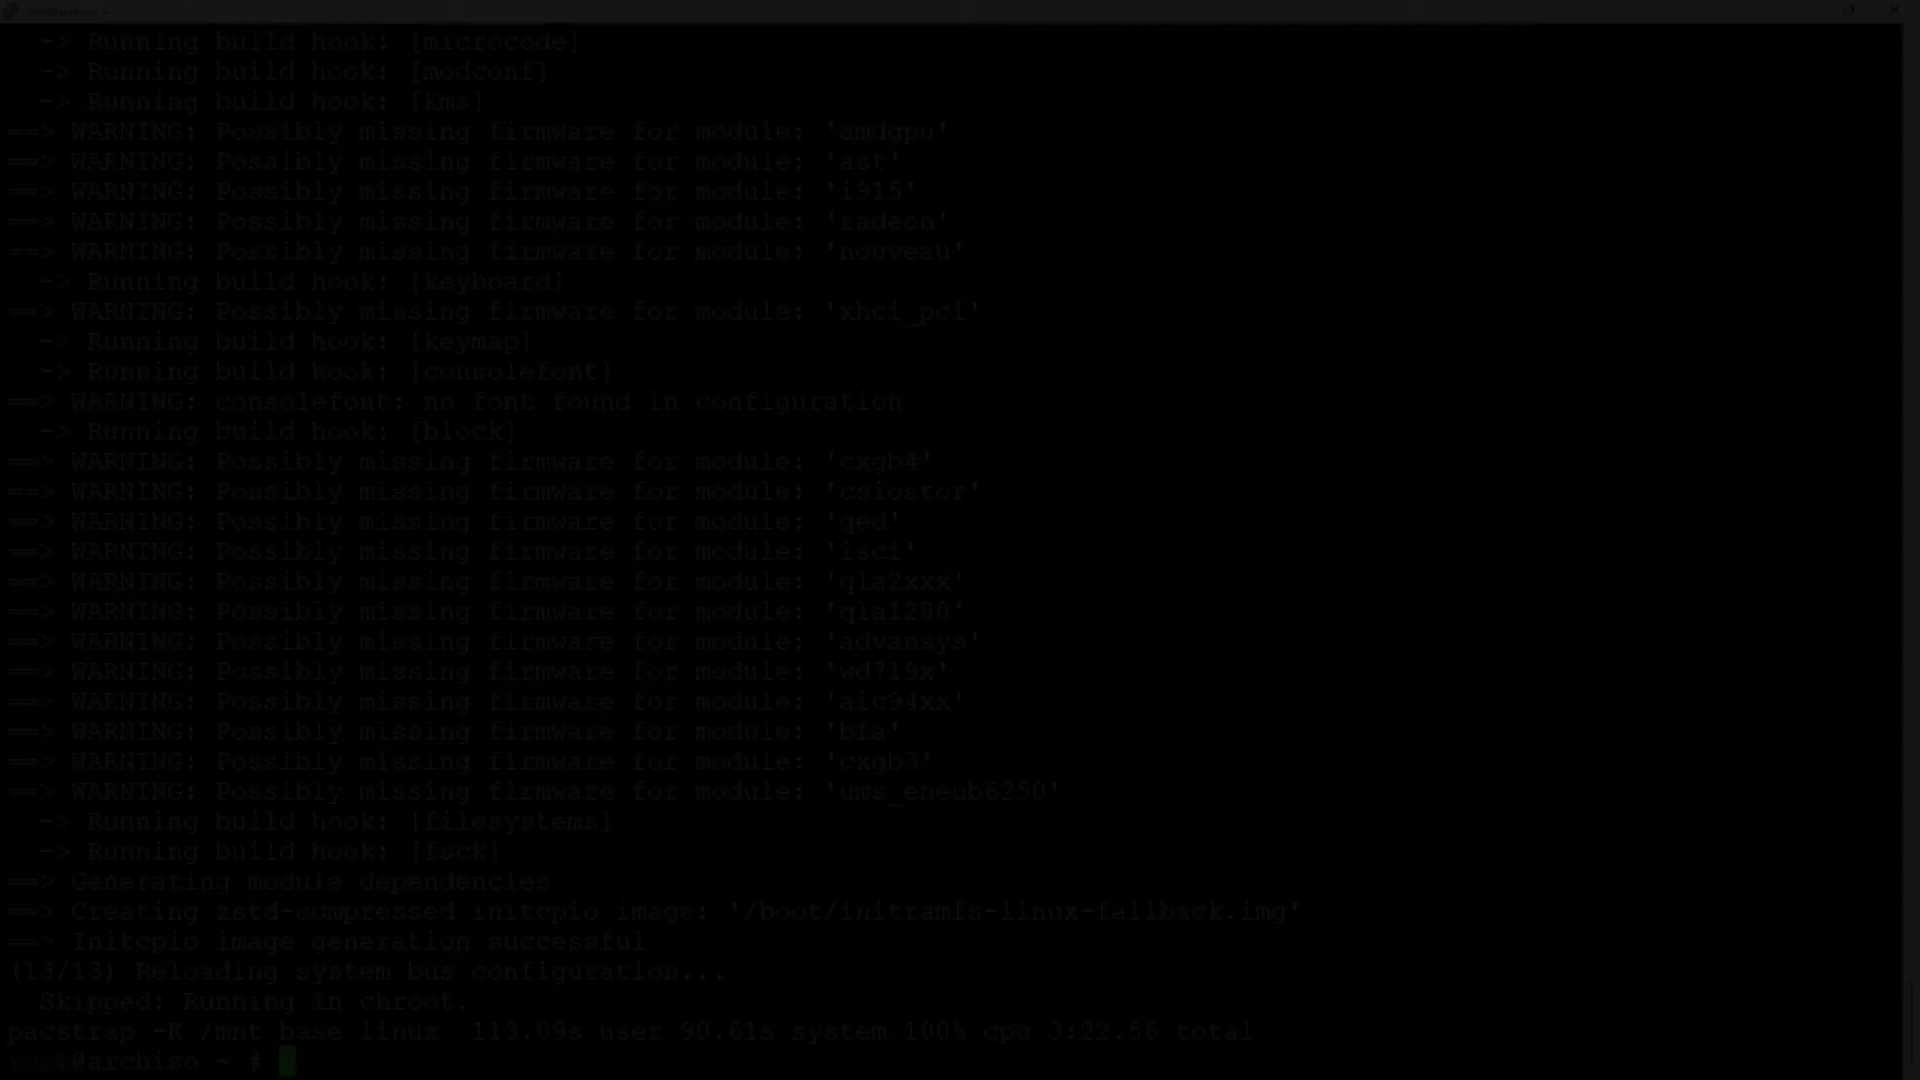 -> Running build hook: [microcode]
-> Running build hook: [modconf]
-> Running build hook: [kms]
==> WARNING: Possibly missing firmware for module: 'amdgpu'
==> WARNING: Possibly missing firmware for module: 'ast'
==> WARNING: Possibly missing firmware for module: 'i915'
==> WARNING: Possibly missing firmware for module: 'radeon'
==> WARNING: Possibly missing firmware for module: 'nouveau'
-> Running build hook: [keyboard]
==> WARNING: Possibly missing firmware for module: 'xhci_pci'
-> Running build hook: [keymap]
-> Running build hook: [consolefont]
==> WARNING: consolefont: no font found in configuration
-> Running build hook: [block]
==> WARNING: Possibly missing firmware for module: 'cxgb4'
==> WARNING: Possibly missing firmware for module: 'csiostor'
==> WARNING: Possibly missing firmware for module: 'qed'
==> WARNING: Possibly missing firmware for module: 'isci'
==> WARNING: Possibly missing firmware for module: 'qla2xxx'
==> WARNING: Possibly missing firmware for module: 'qla1280'
==> WARNING: Possibly missing firmware for module: 'advansys'
==> WARNING: Possibly missing firmware for module: 'wd719x'
==> WARNING: Possibly missing firmware for module: 'aic94xx'
==> WARNING: Possibly missing firmware for module: 'bfa'
==> WARNING: Possibly missing firmware for module: 'cxgb3'
==> WARNING: Possibly missing firmware for module: 'ums_eneub6250'
-> Running build hook: [filesystems]
-> Running build hook: [fsck]
==> Generating module dependencies
==> Creating zstd-compressed initcpio image: '/boot/initramfs-linux-fallback.img'
==> Initcpio image generation successful
(13/13) Reloading system bus configuration...
Skipped: Running in chroot.
pacstrap -K /mnt base linux 113.09s user 90.61s system 100% cpu 3:22.56 total
root@archiso ~ #